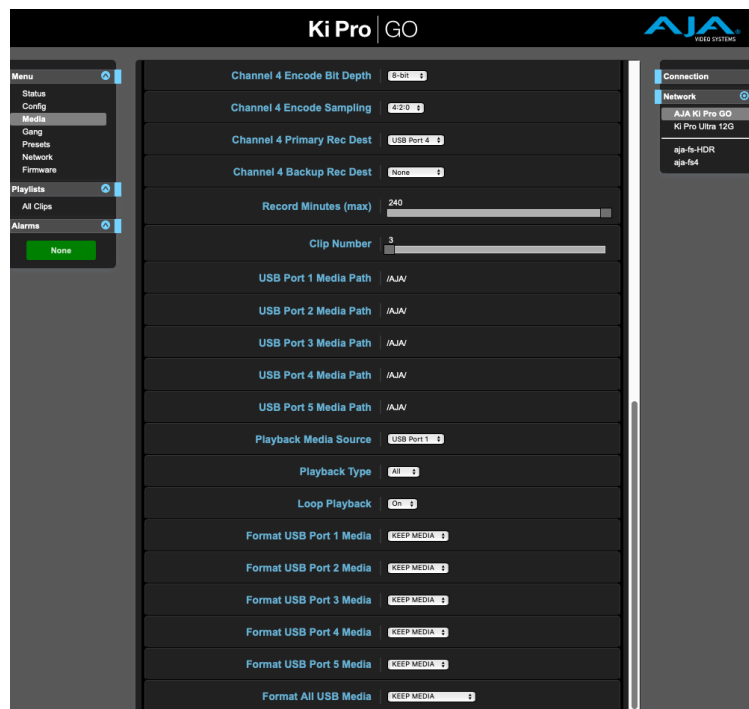 Ki Pro GO
AJA
VIDEO SYSTEMS
Menu
Status
Config
Media
Gang
Presets
Network
Firmware
Playlists
All Clips
Alarms
None
Channel 4 Encode Bit Depth 8-bit
Channel 4 Encode Sampling 4:2:0
Channel 4 Primary Rec Dest USB Port 4
Channel 4 Backup Rec Dest None
Record Minutes (max) 240
Clip Number 3
USB Port 1 Media Path /AJA/
USB Port 2 Media Path /AJA/
USB Port 3 Media Path /AJA/
USB Port 4 Media Path /AJA/
USB Port 5 Media Path /AJA/
Playback Media Source USB Port 1
Playback Type All
Loop Playback On
Format USB Port 1 Media KEEP MEDIA
Format USB Port 2 Media KEEP MEDIA
Format USB Port 3 Media KEEP MEDIA
Format USB Port 4 Media KEEP MEDIA
Format USB Port 5 Media KEEP MEDIA
Format All USB Media KEEP MEDIA
Connection
Network
AJA Ki Pro GO
Ki Pro Ultra 12G
aja-fs-HDR
aja-fs4